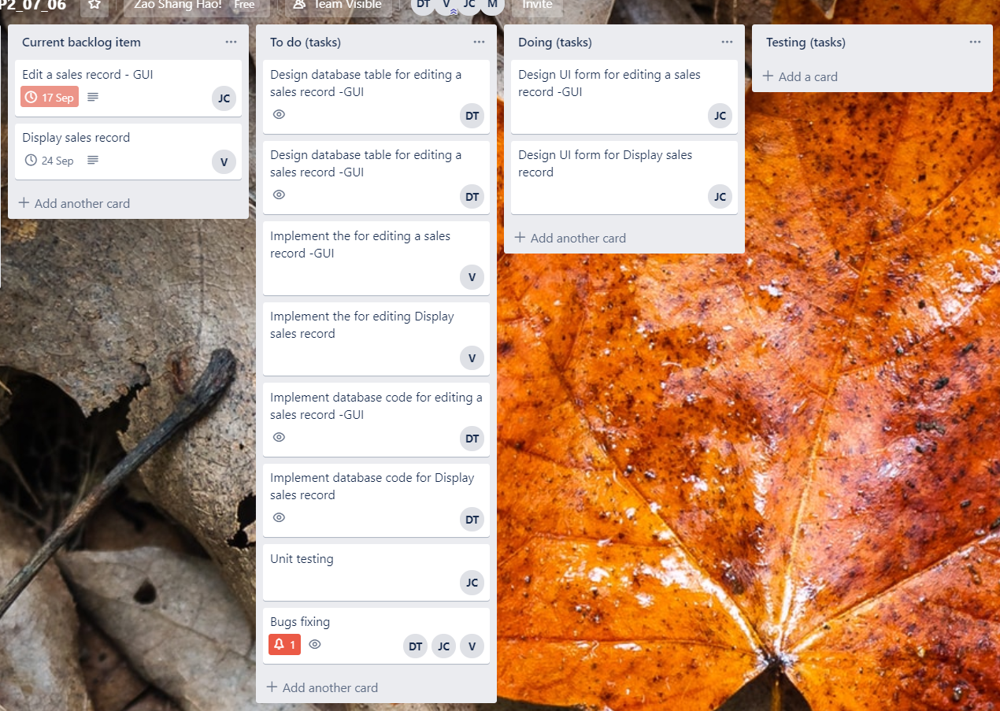 P2_07_06
Zao Shang Hao!
Free
Team Visible
DT
V
JC
M
Invite
Current backlog item
Edit a sales record - GUI
17 Sep
JC
Display sales record
24 Sep
V
+ Add another card
To do (tasks)
Design database table for editing a
sales record -GUI
DT
Design database table for editing a
sales record -GUI
DT
Implement the for editing a sales
record -GUI
V
Implement the for editing Display
sales record
V
Implement database code for editing a
sales record -GUI
DT
Implement database code for Display
sales record
DT
Unit testing
JC
Bugs fixing
1
DT JC V
+ Add another card
Doing (tasks)
Design UI form for editing a sales
record -GUI
JC
Design UI form for Display sales
record
JC
+ Add another card
Testing (tasks)
+ Add a card